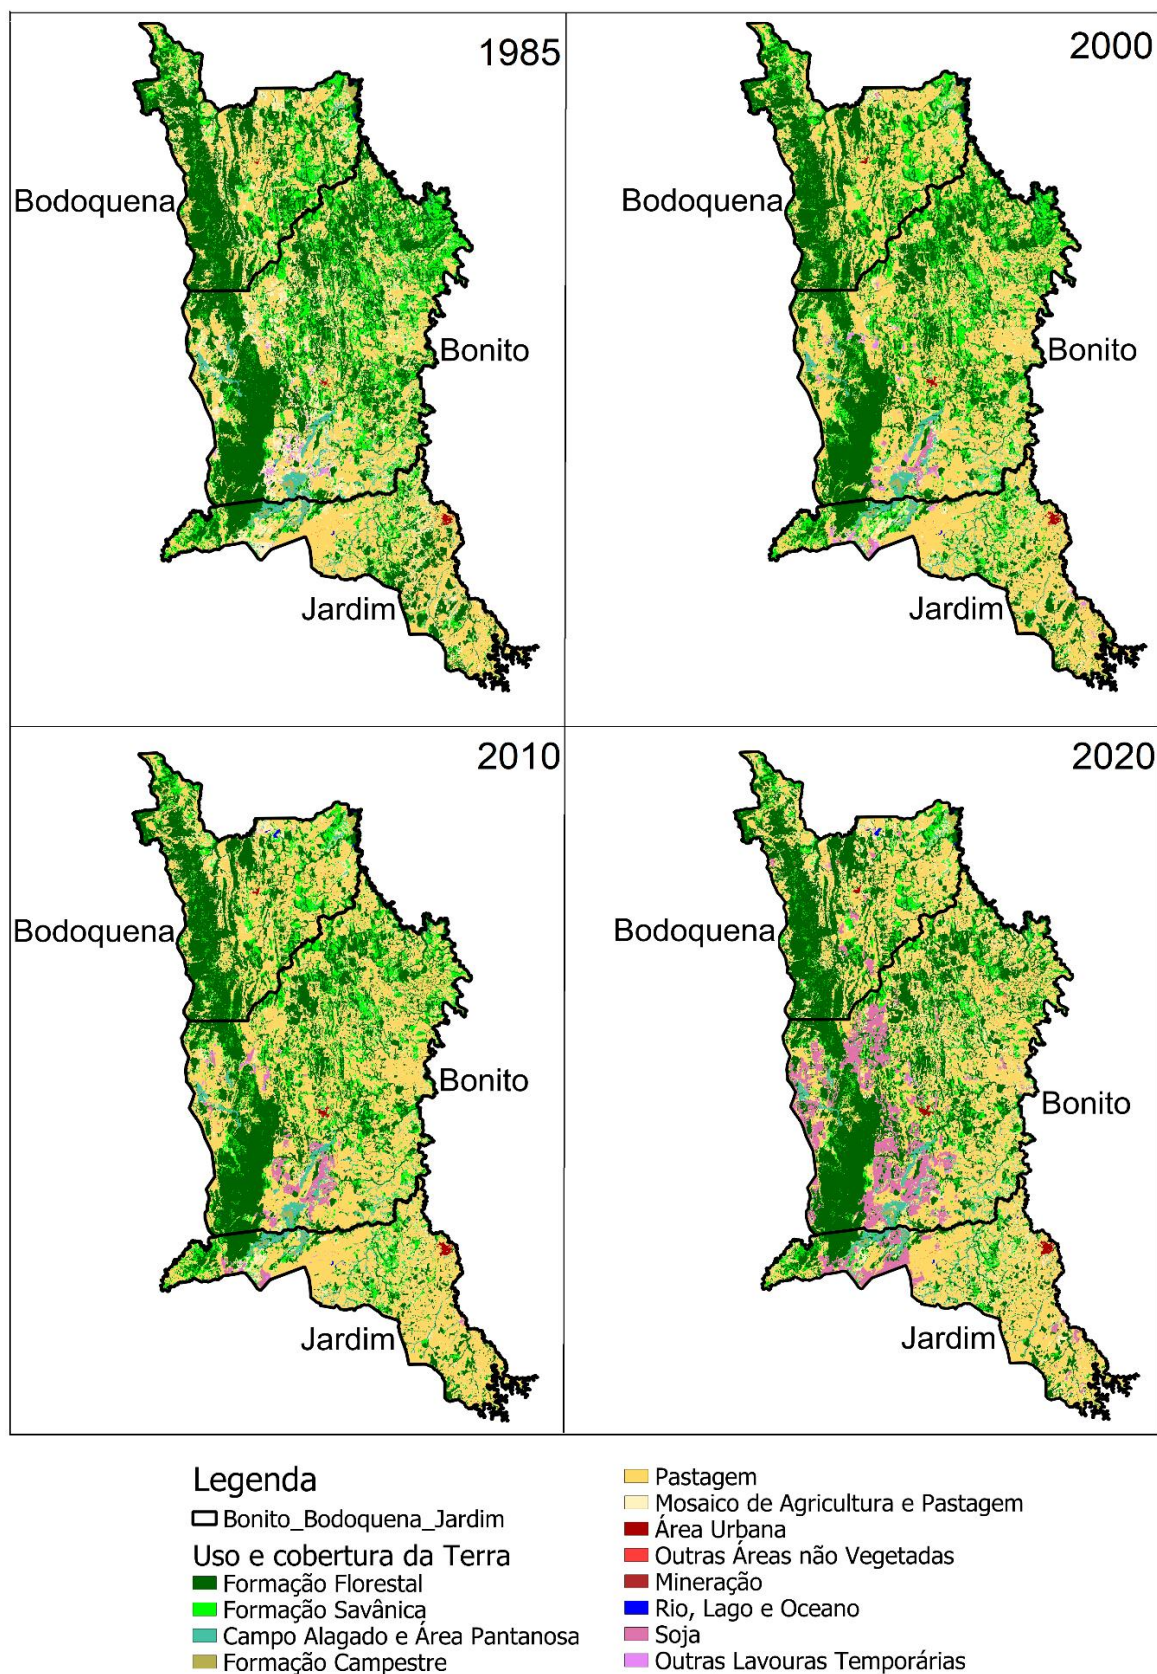 1985
Bodoquena
Bonito
Jardim
2000
Bodoquena
Bonito
Jardim
2010
Bodoquena
Bonito
Jardim
2020
Bodoquena
Bonito
Jardim
Legenda
Bonito_Bodoquena_Jardim
Uso e cobertura da Terra
Formação Florestal
Formação Savânica
Campo Alagado e Área Pantanosa
Formação Campestre
Pastagem
Mosaico de Agricultura e Pastagem
Área Urbana
Outras Áreas não Vegetadas
Mineração
Rio, Lago e Oceano
Soja
Outras Lavouras Temporárias